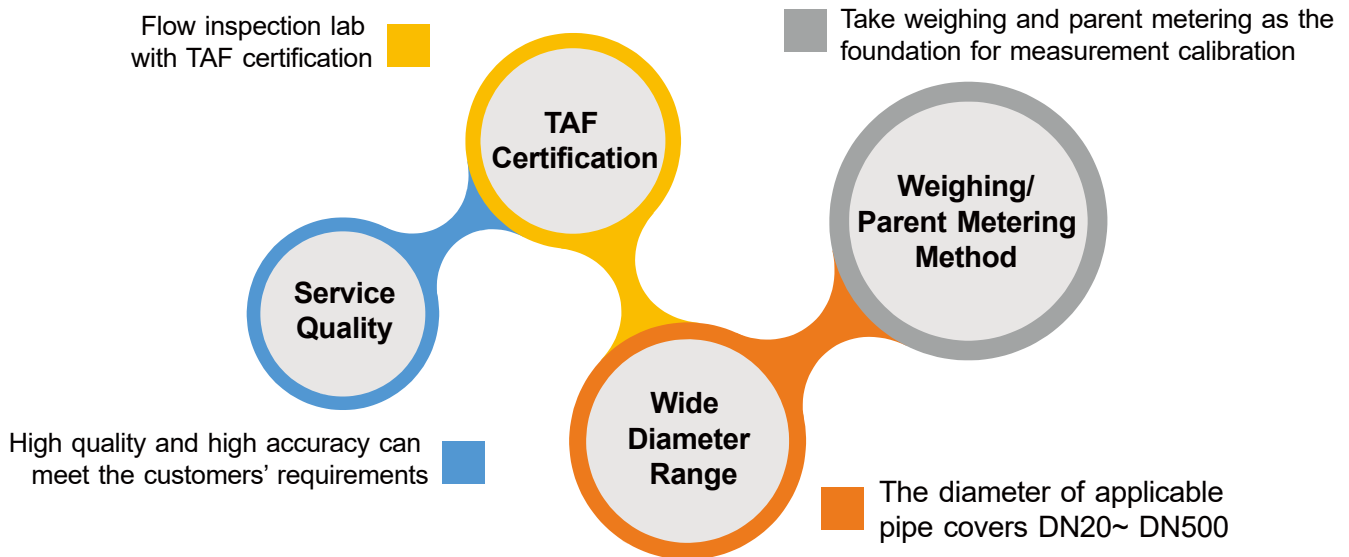 Flow inspection lab
with TAF certification
Take weighing and parent metering as the
foundation for measurement calibration
TAF
Certification
Weighing/
Parent Metering
Method
Service
Quality
Wide
Diameter
Range
High quality and high accuracy can
meet the customers’ requirements
The diameter of applicable
pipe covers DN20~ DN500